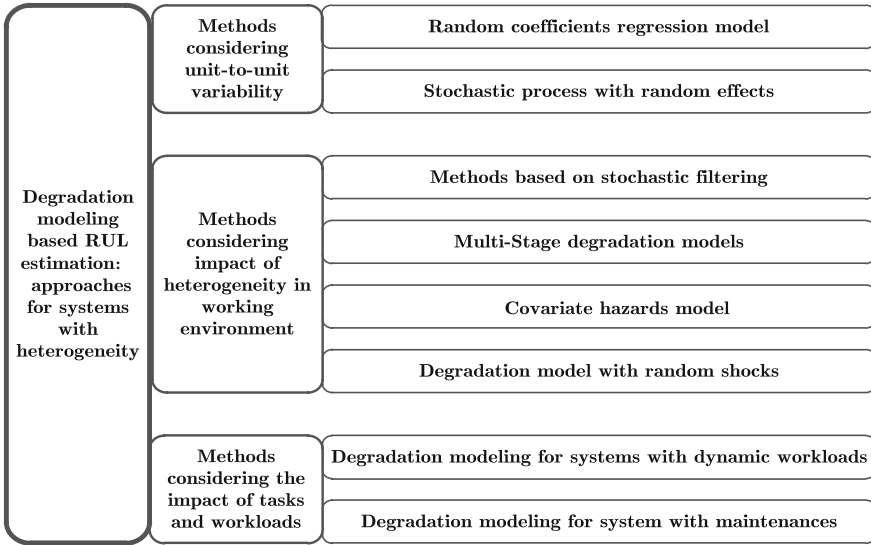 Degradation
modeling
based RUL
estimation:
approaches
for systems
with
heterogeneity
Methods
considering
unit-to-unit
variability
Random coefficients regression model
Stochastic process with random effects
Methods
considering
impact of
heterogeneity in
working
environment
Methods based on stochastic filtering
Multi-Stage degradation models
Covariate hazards model
Degradation model with random shocks
Methods
considering the
impact of tasks
and workloads
Degradation modeling for systems with dynamic workloads
Degradation modeling for system with maintenances